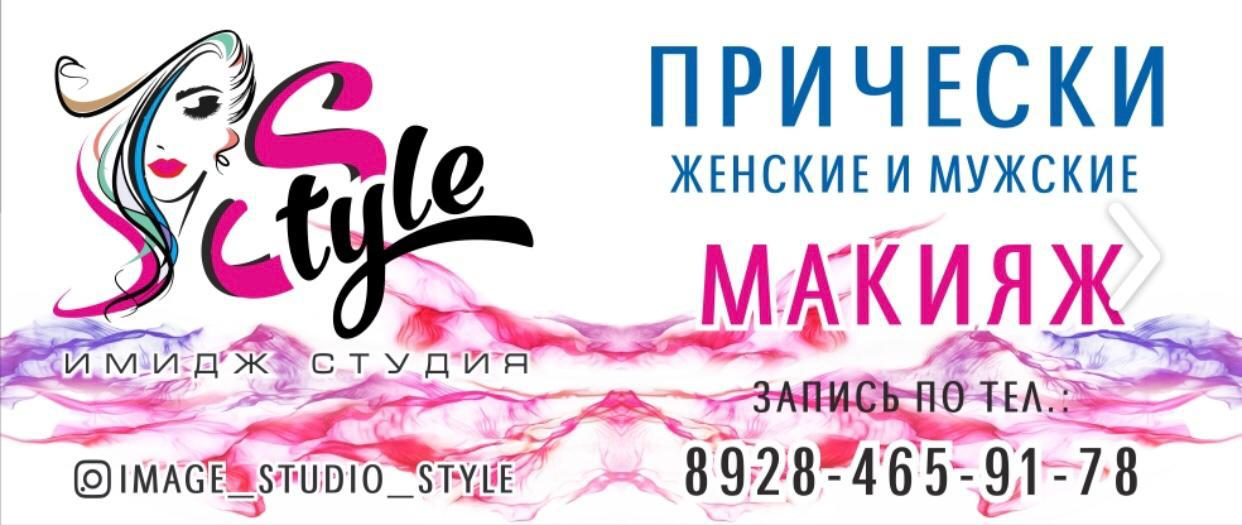 Style
ИМИДЖ СТУДИЯ
IMAGE_STUDIO_STYLE
ПРИЧЕСКИ
ЖЕНСКИЕ И МУЖСКИЕ
МАКИЯЖ
ЗАПИСЬ ПО ТЕЛ.:
8928-465-91-78